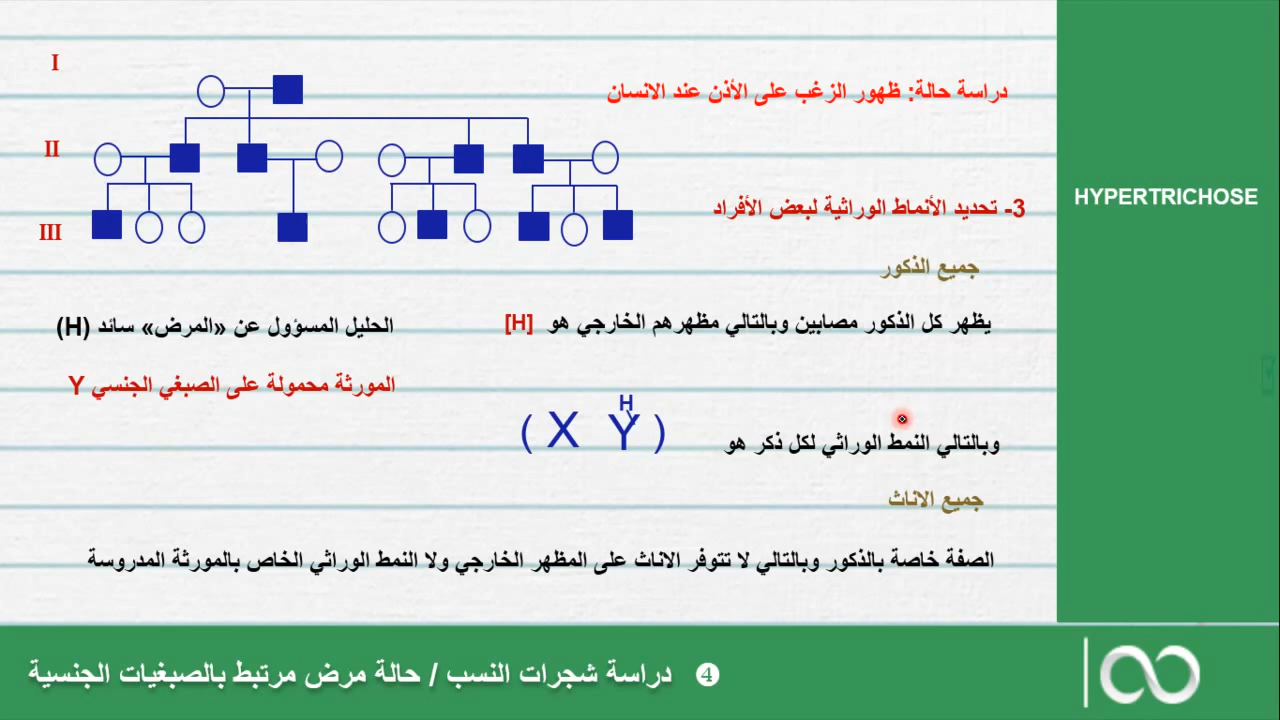 I
دراسة حالة: ظهور الزغب على الأذن عند الانسان
II
HYPERTRICHOSE
3- تحديد الأنماط الوراثية لبعض الأفراد
III
جميع الذكور
يظهر كل الذكور مصابين وبالتالي مظهرهم الخارجي هو [H]
الحليل المسؤول عن «المرض» سائد (H)
المورثة محمولة على الصبغي الجنسي Y
H
وبالتالي النمط الوراثي لكل ذكر هو ( X Y )
جميع الاناث
الصفة خاصة بالذكور وبالتالي لا تتوفر الاناث على المظهر الخارجي ولا النمط الوراثي الخاص بالمورثة المدروسة
4 دراسة شجرات النسب / حالة مرض مرتبط بالصبغيات الجنسية